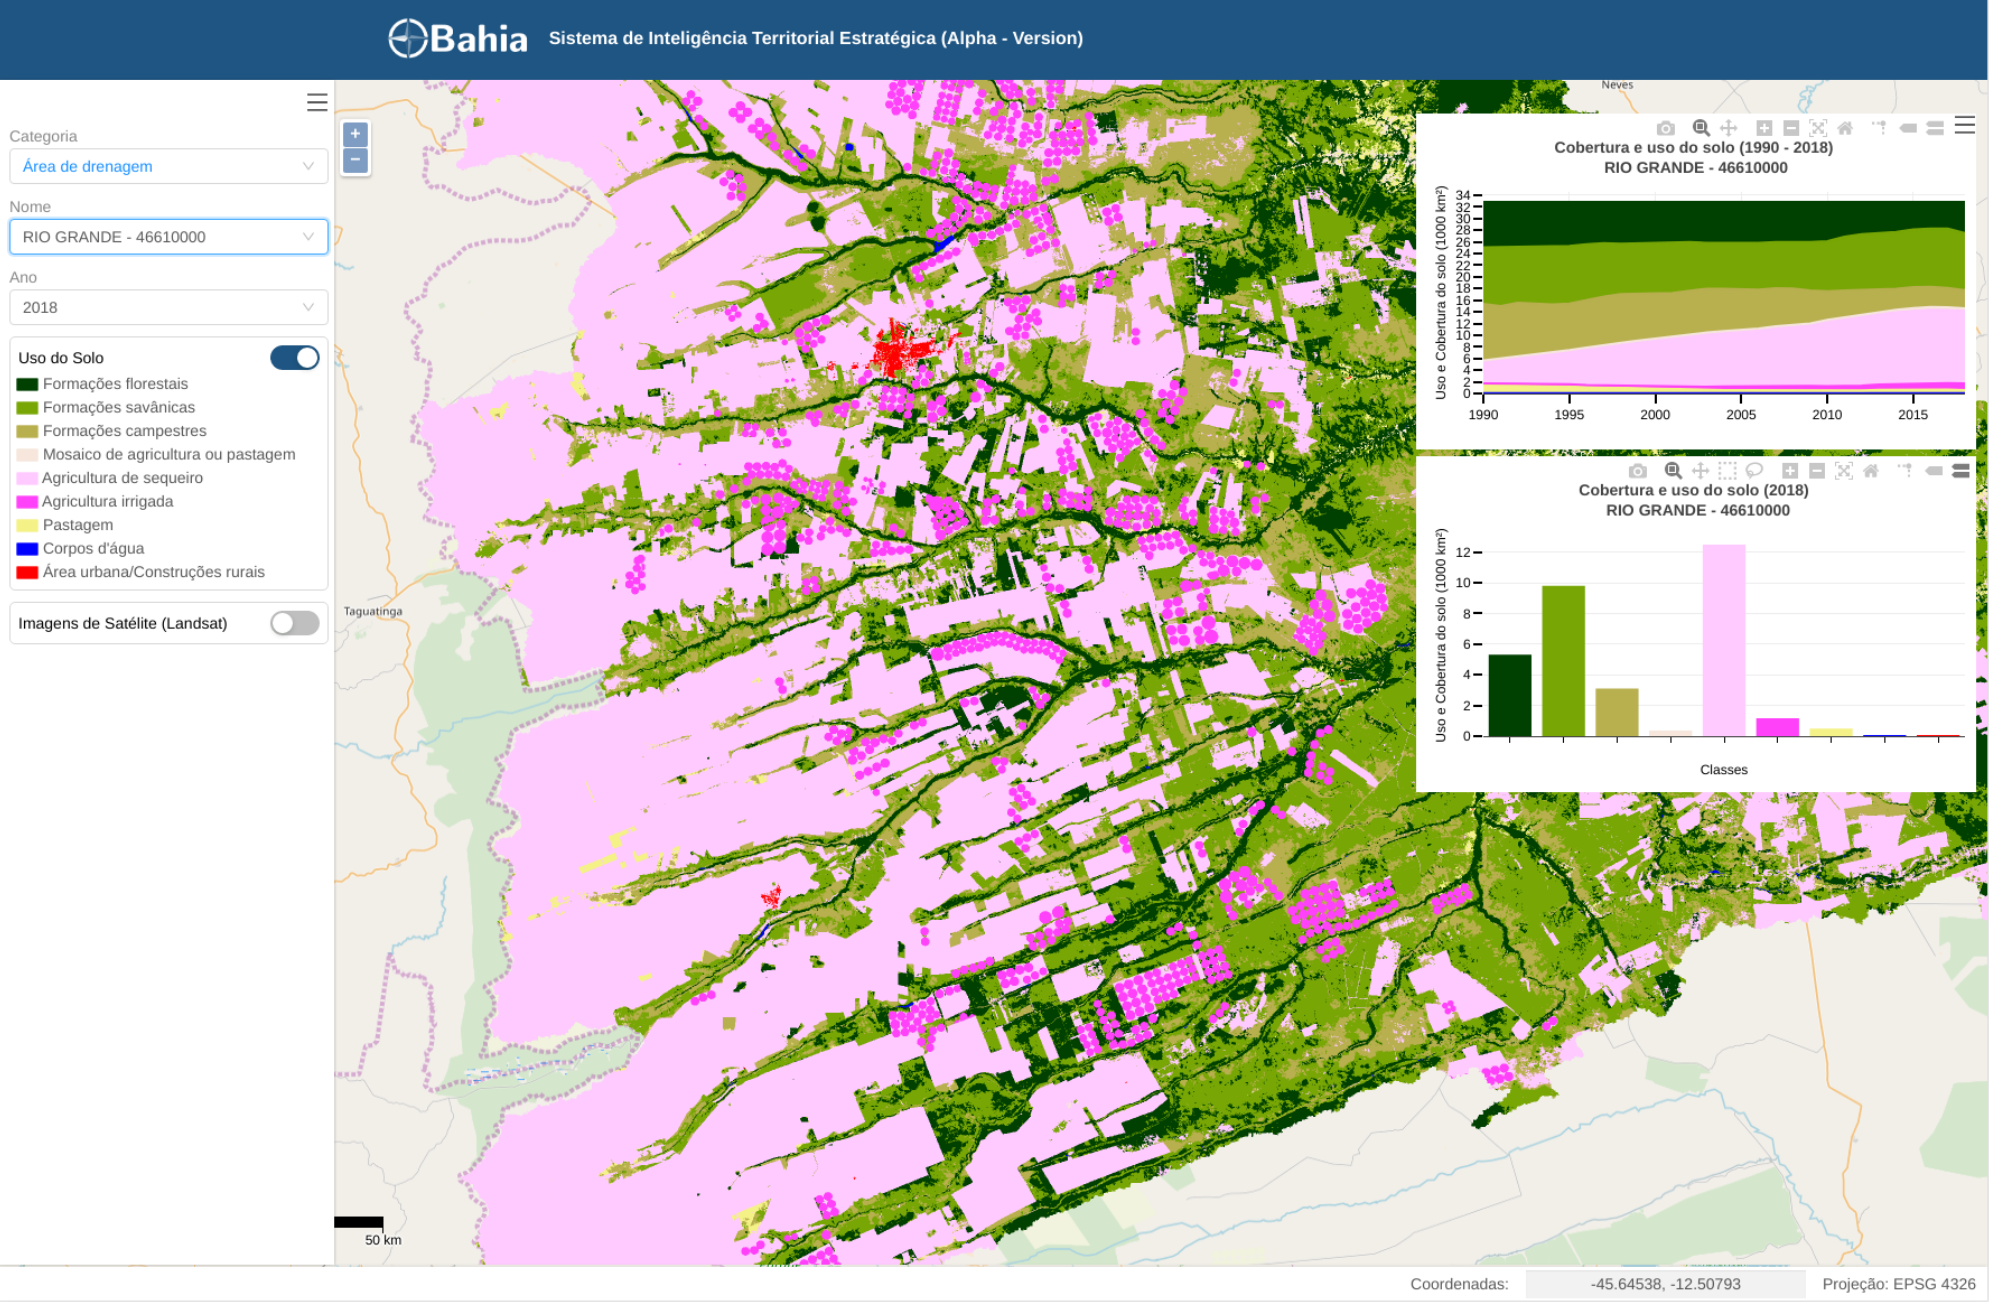 Bahia Sistema de Inteligência Territorial Estratégica (Alpha - Version)
Categoria
Área de drenagem
Nome
RIO GRANDE - 46610000
Ano
2018
Uso do Solo
Formações florestais
Formações savânicas
Formações campestres
Mosaico de agricultura ou pastagem
Agricultura de sequeiro
Agricultura irrigada
Pastagem
Corpos d'água
Área urbana/Construções rurais
Imagens de Satélite (Landsat)
+
−
Neves
Taguatinga
50 km
Cobertura e uso do solo (1990 - 2018)
RIO GRANDE - 46610000
Uso e Cobertura do solo (1000 km²)
34
32
30
28
26
24
22
20
18
16
14
12
10
8
6
4
2
0
1990 1995 2000 2005 2010 2015
Cobertura e uso do solo (2018)
RIO GRANDE - 46610000
Uso e Cobertura do solo (1000 km²)
12
10
8
6
4
2
0
Classes
Coordenadas: -45.64538, -12.50793 Projeção: EPSG 4326